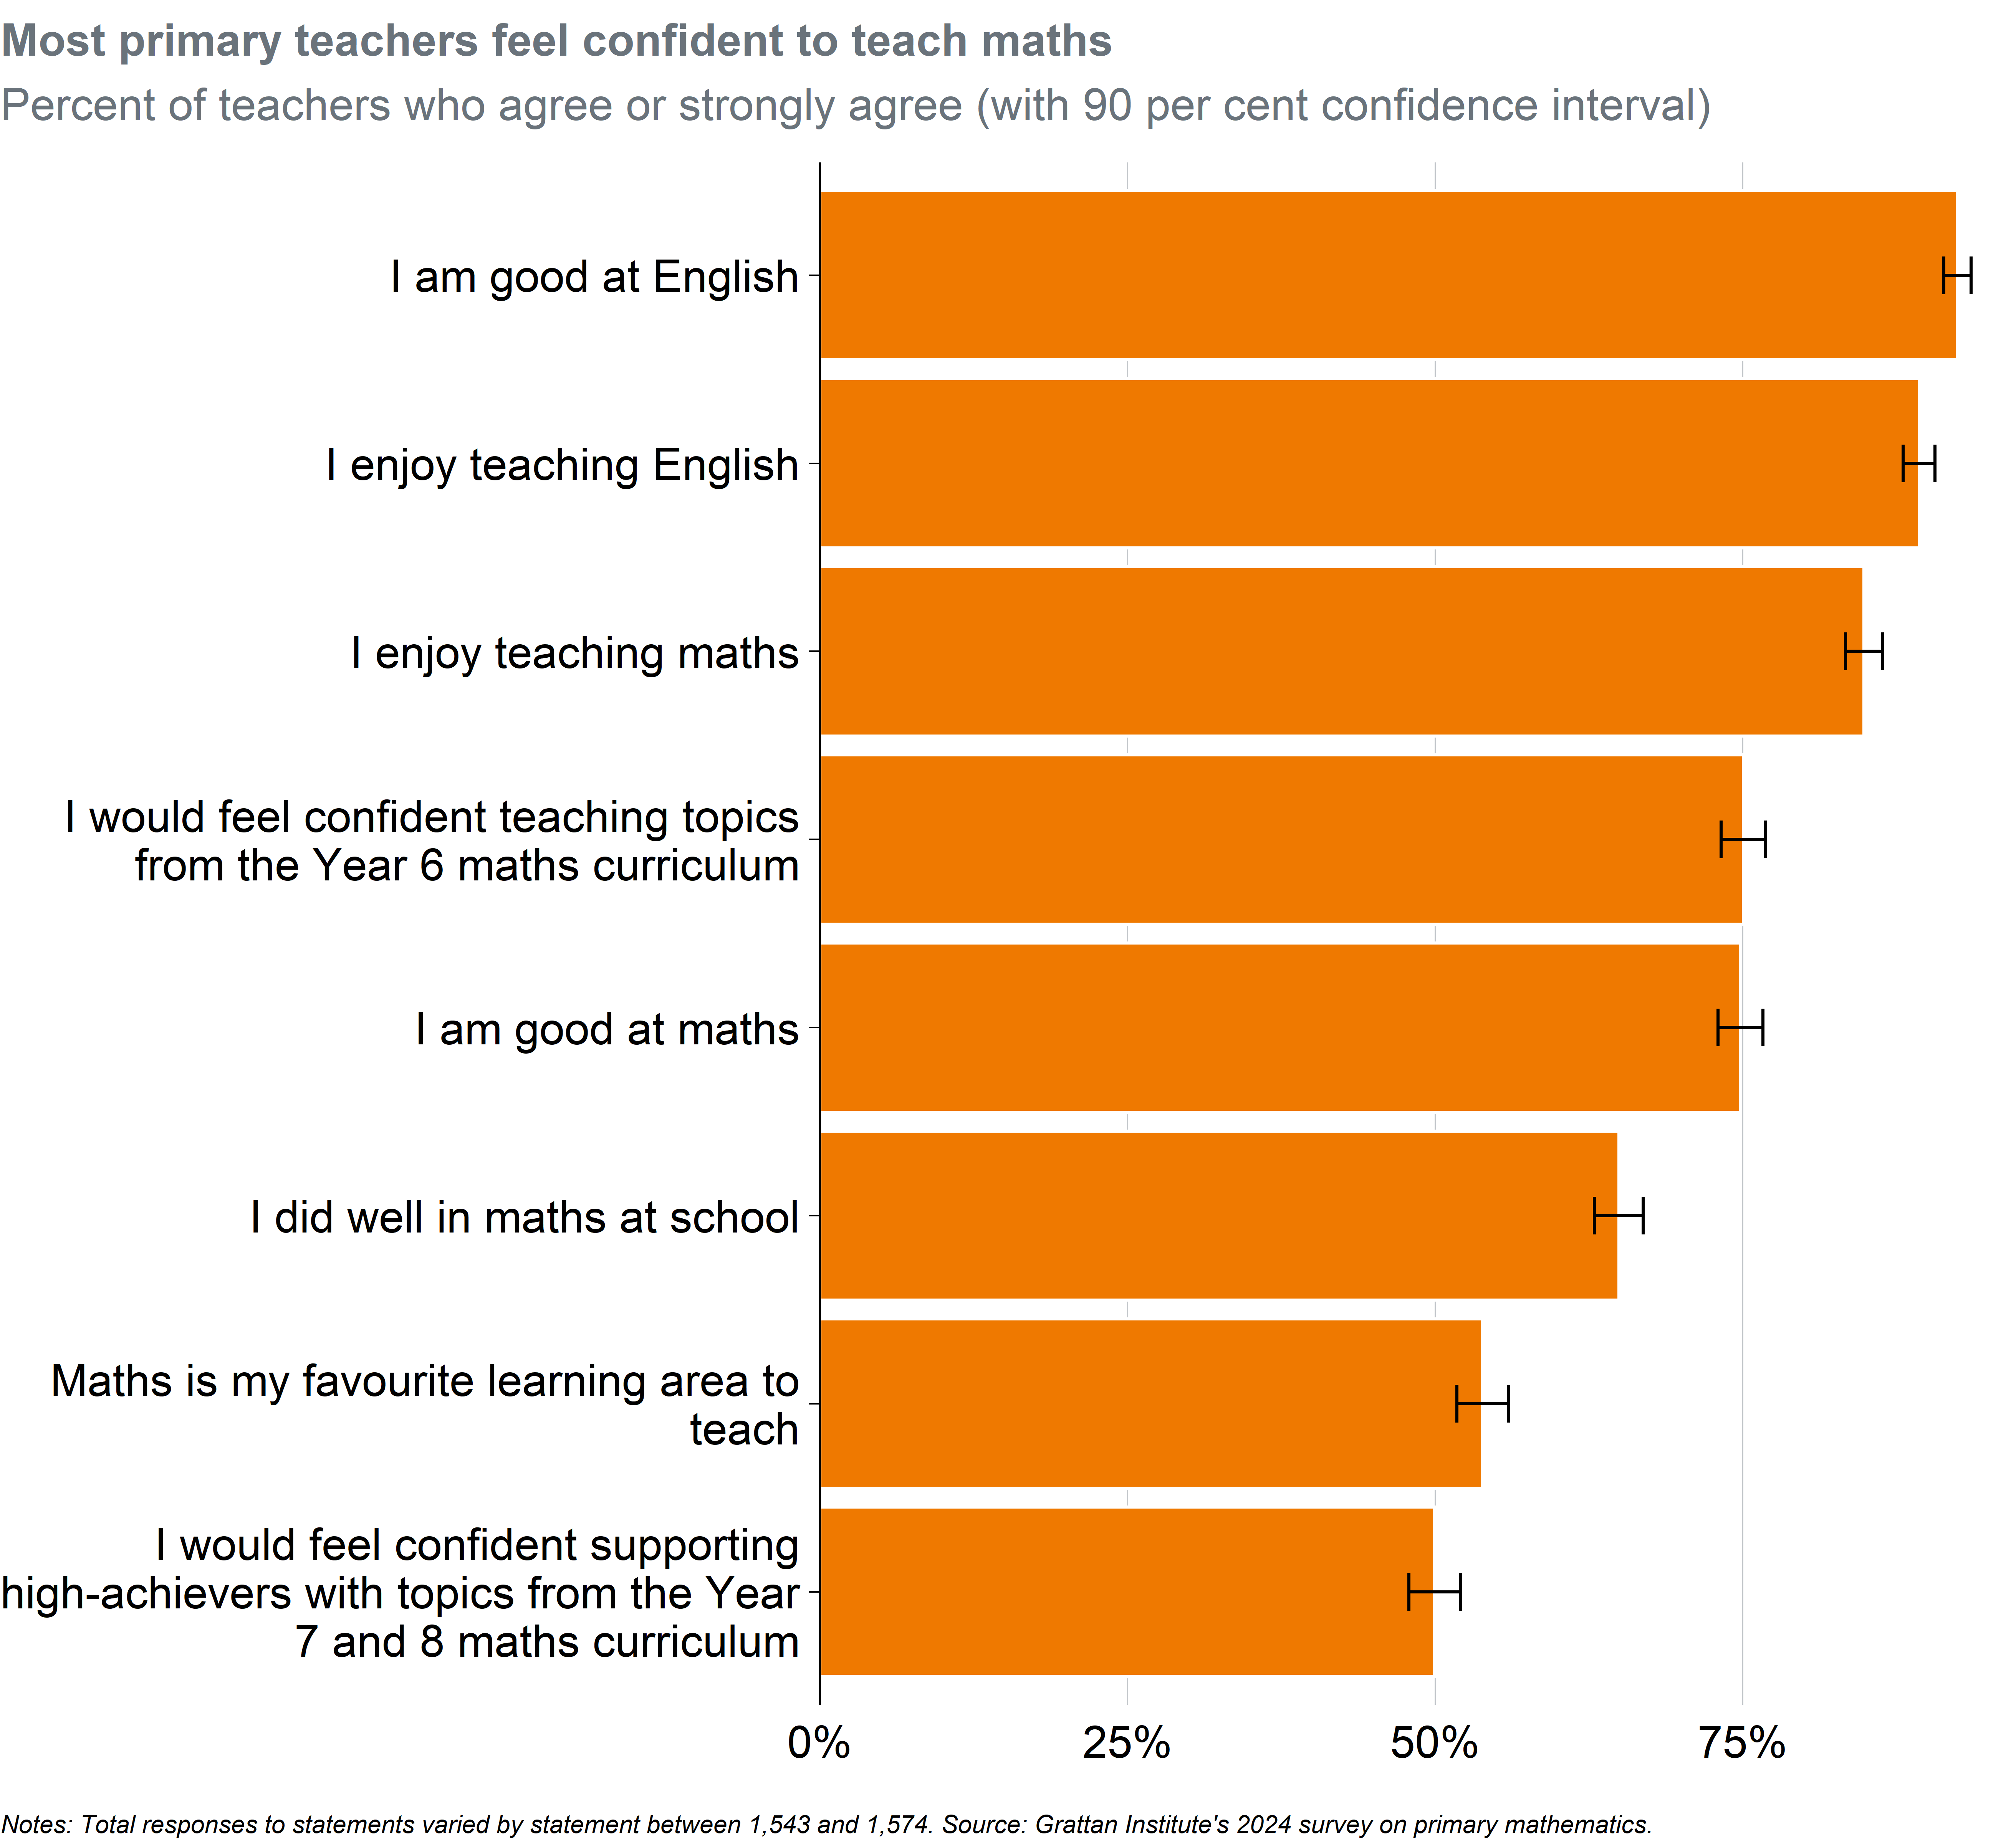 Most primary teachers feel confident to teach maths
Percent of teachers who agree or strongly agree (with 90 per cent confidence interval)
I am good at English
I enjoy teaching English
I enjoy teaching maths
I would feel confident teaching topics
from the Year 6 maths curriculum
I am good at maths
I did well in maths at school
Maths is my favourite learning area to
teach
I would feel confident supporting
high-achievers with topics from the Year
7 and 8 maths curriculum
0% 25% 50% 75%
Notes: Total responses to statements varied by statement between 1,543 and 1,574. Source: Grattan Institute's 2024 survey on primary mathematics.